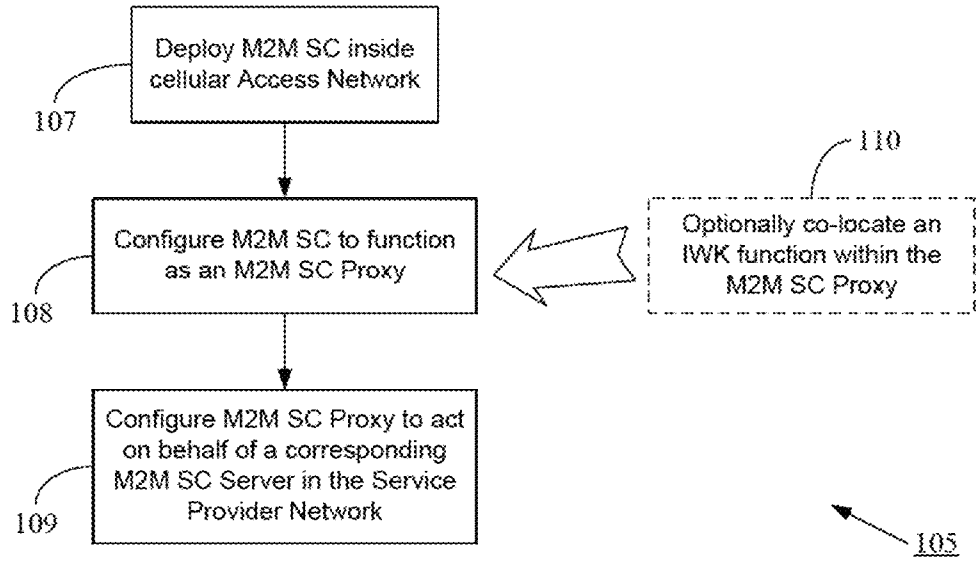 Deploy M2M SC inside
cellular Access Network
107
110
Configure M2M SC to function
as an M2M SC Proxy
108
Optionally co-locate an
IWK function within the
M2M SC Proxy
Configure M2M SC Proxy to act
on behalf of a corresponding
M2M SC Server in the Service
Provider Network
109
105